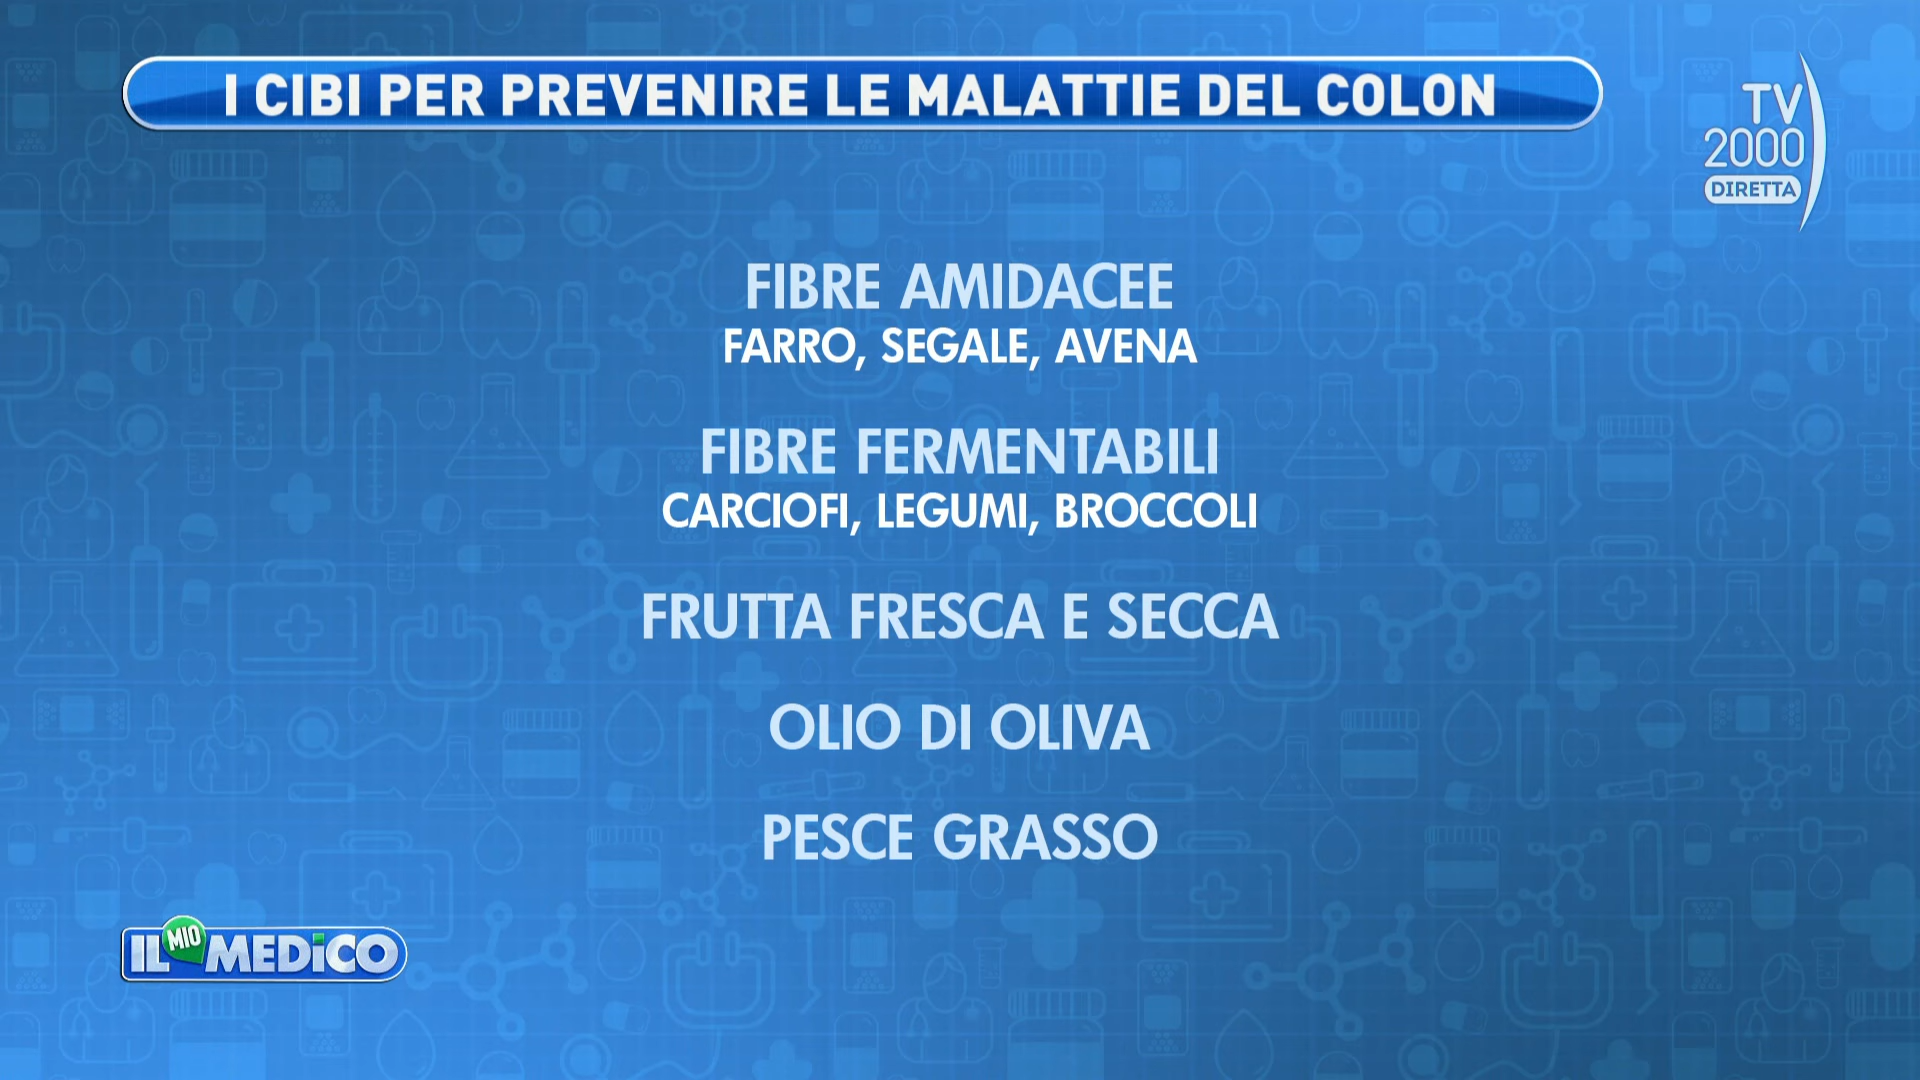 I CIBI PER PREVENIRE LE MALATTIE DEL COLON
TV
2000
DIRETTA
FIBRE AMIDACEE
FARRO, SEGALE, AVENA
FIBRE FERMENTABILI
CARCIOFI, LEGUMI, BROCCOLI
FRUTTA FRESCA E SECCA
OLIO DI OLIVA
PESCE GRASSO
IL MIO MEDICO